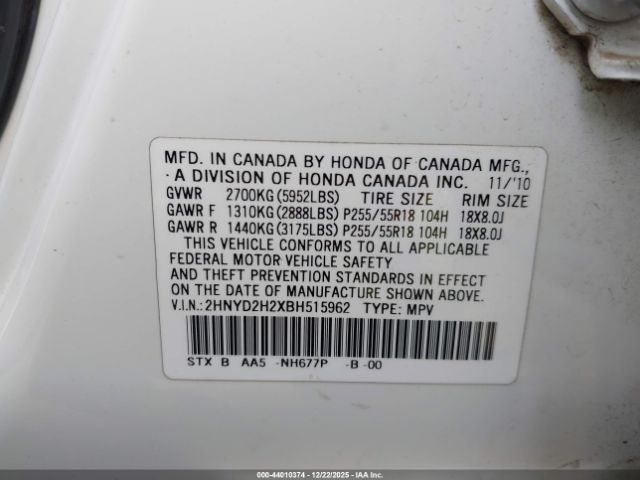 MFD. IN CANADA BY HONDA OF CANADA MFG.,
A DIVISION OF HONDA CANADA INC. 11/'10
GVWR 2700KG(5952LBS) TIRE SIZE RIM SIZE
GAWR F 1310KG(2888LBS) P255/55R18 104H 18X8.0J
GAWR R 1440KG(3175LBS) P255/55R18 104H 18X8.0J
THIS VEHICLE CONFORMS TO ALL APPLICABLE
FEDERAL MOTOR VEHICLE SAFETY
AND THEFT PREVENTION STANDARDS IN EFFECT
ON THE DATE OF MANUFACTURE SHOWN ABOVE.
V.I.N.:2HNYD2H2XBH515962 TYPE: MPV
STX B AA5 -NH677P -B-00
000-44010374 - 12/22/2025 - IAAI.COM